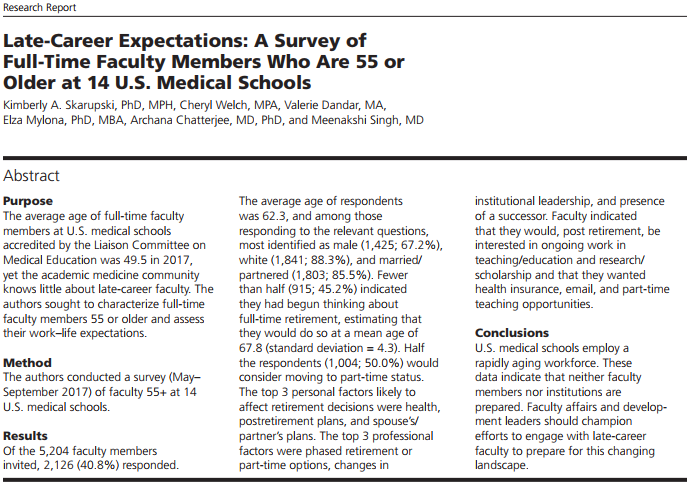 Research Report
Late-Career Expectations: A Survey of
Full-Time Faculty Members Who Are 55 or
Older at 14 U.S. Medical Schools
Kimberly A. Skarupski, PhD, MPH, Cheryl Welch, MPA, Valerie Dandar, MA,
Elza Mylona, PhD, MBA, Archana Chatterjee, MD, PhD, and Meenakshi Singh, MD
Abstract
Purpose
The average age of full-time faculty
members at U.S. medical schools
accredited by the Liaison Committee on
Medical Education was 49.5 in 2017,
yet the academic medicine community
knows little about late-career faculty. The
authors sought to characterize full-time
faculty members 55 or older and assess
their work–life expectations.
Method
The authors conducted a survey (May–
September 2017) of faculty 55+ at 14
U.S. medical schools.
Results
Of the 5,204 faculty members
invited, 2,126 (40.8%) responded.
The average age of respondents
was 62.3, and among those
responding to the relevant questions,
most identified as male (1,425; 67.2%),
white (1,841; 88.3%), and married/
partnered (1,803; 85.5%). Fewer
than half (915; 45.2%) indicated
they had begun thinking about
full-time retirement, estimating that
they would do so at a mean age of
67.8 (standard deviation = 4.3). Half
the respondents (1,004; 50.0%) would
consider moving to part-time status.
The top 3 personal factors likely to
affect retirement decisions were health,
postretirement plans, and spouse's/
partner's plans. The top 3 professional
factors were phased retirement or
part-time options, changes in
institutional leadership, and presence
of a successor. Faculty indicated
that they would, post retirement, be
interested in ongoing work in
teaching/education and research/
scholarship and that they wanted
health insurance, email, and part-time
teaching opportunities.
Conclusions
U.S. medical schools employ a
rapidly aging workforce. These
data indicate that neither faculty
members nor institutions are
prepared. Faculty affairs and develop-
ment leaders should champion
efforts to engage with late-career
faculty to prepare for this changing
landscape.